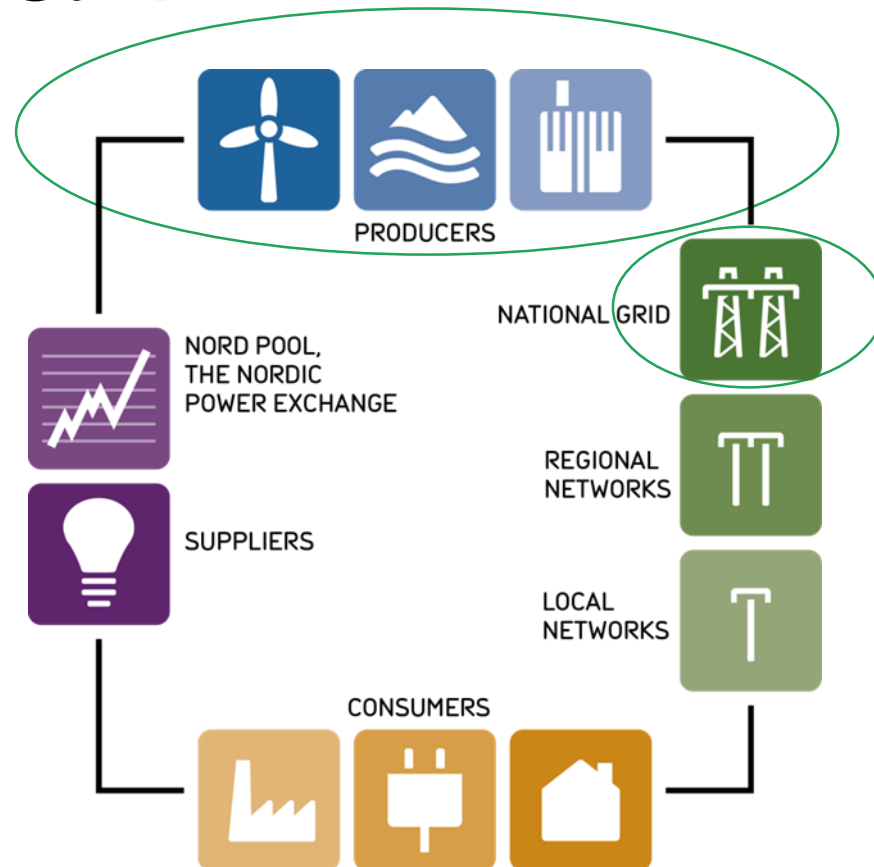 PRODUCERS
NATIONAL GRID
NORD POOL,
THE NORDIC
POWER EXCHANGE
REGIONAL
NETWORKS
SUPPLIERS
LOCAL
NETWORKS
CONSUMERS